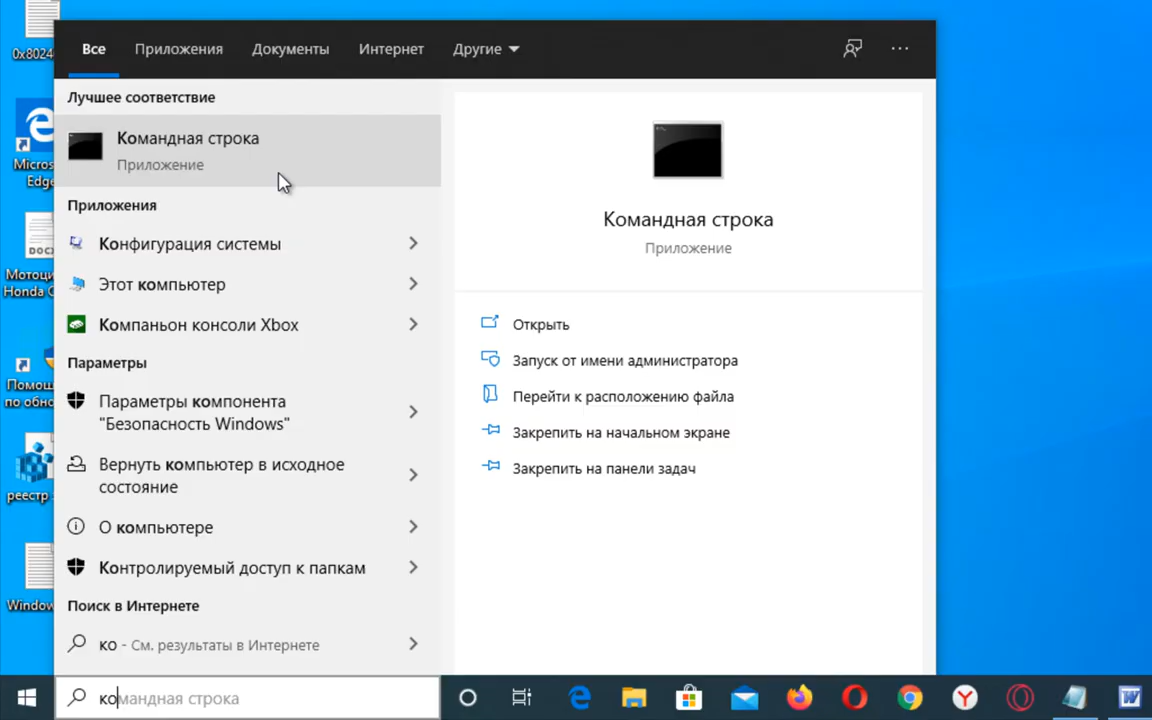 0x8024
Все Приложения Документы Интернет Другие
Лучшее соответствие
Командная строка
Приложение
Приложения
Конфигурация системы
Этот компьютер
Компаньон консоли Xbox
Параметры
Параметры компонента
"Безопасность Windows"
Вернуть компьютер в исходное
состояние
О компьютере
Контролируемый доступ к папкам
Поиск в Интернете
ко - См. результаты в Интернете
командная строка
Командная строка
Приложение
Открыть
Запуск от имени администратора
Перейти к расположению файла
Закрепить на начальном экране
Закрепить на панели задач
Micros
Edge
DOCX
Мотоци
Honda C
Помощ
по обно
реестр
Window